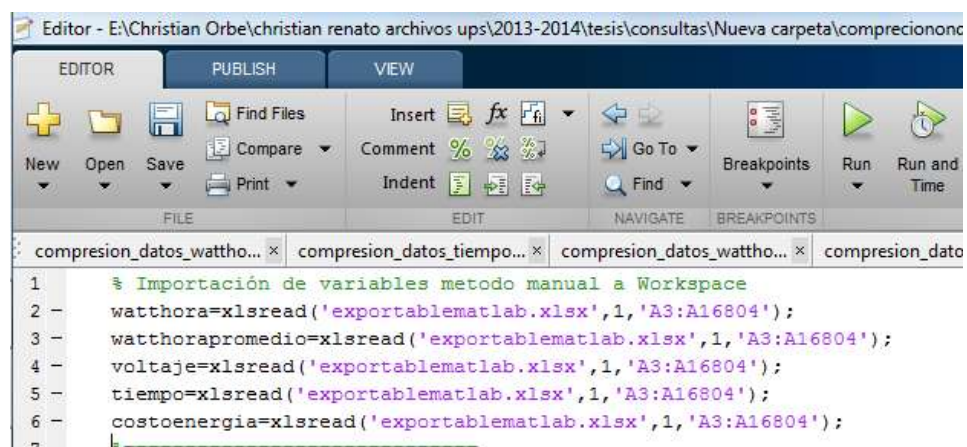 Editor - E:\Christian Orbe\christian renato archivos ups\2013-2014\tesis\consultas\Nueva carpeta\comprecionond
EDITOR PUBLISH VIEW
New Open Save Find Files Compare Print
Insert fx
Comment
Indent
Go To
Find
Breakpoints
Run Run and Time
FILE EDIT NAVIGATE BREAKPOINTS
compresion_datos_wattho... × compresion_datos_tiempo... × compresion_datos_wattho... × compresion_dato
1 % Importación de variables metodo manual a Workspace
2 – watthora=xlsread('exportablematlab.xlsx',1,'A3:A16804');
3 – watthorapromedio=xlsread('exportablematlab.xlsx',1,'A3:A16804');
4 – voltaje=xlsread('exportablematlab.xlsx',1,'A3:A16804');
5 – tiempo=xlsread('exportablematlab.xlsx',1,'A3:A16804');
6 – costoenergia=xlsread('exportablematlab.xlsx',1,'A3:A16804');